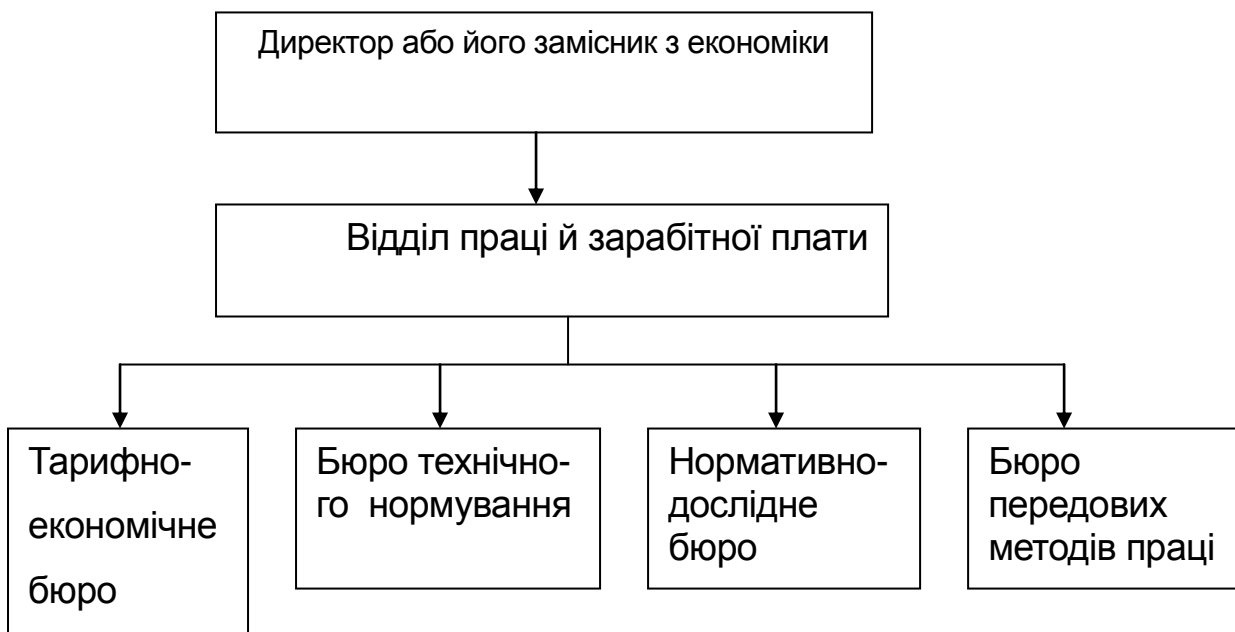 Директор або його замісник з економіки
Відділ праці й зарабітної плати
Тарифно-
економічне
бюро
Бюро технічно-
го нормування
Нормативно-
дослідне
бюро
Бюро
передових
методів праці